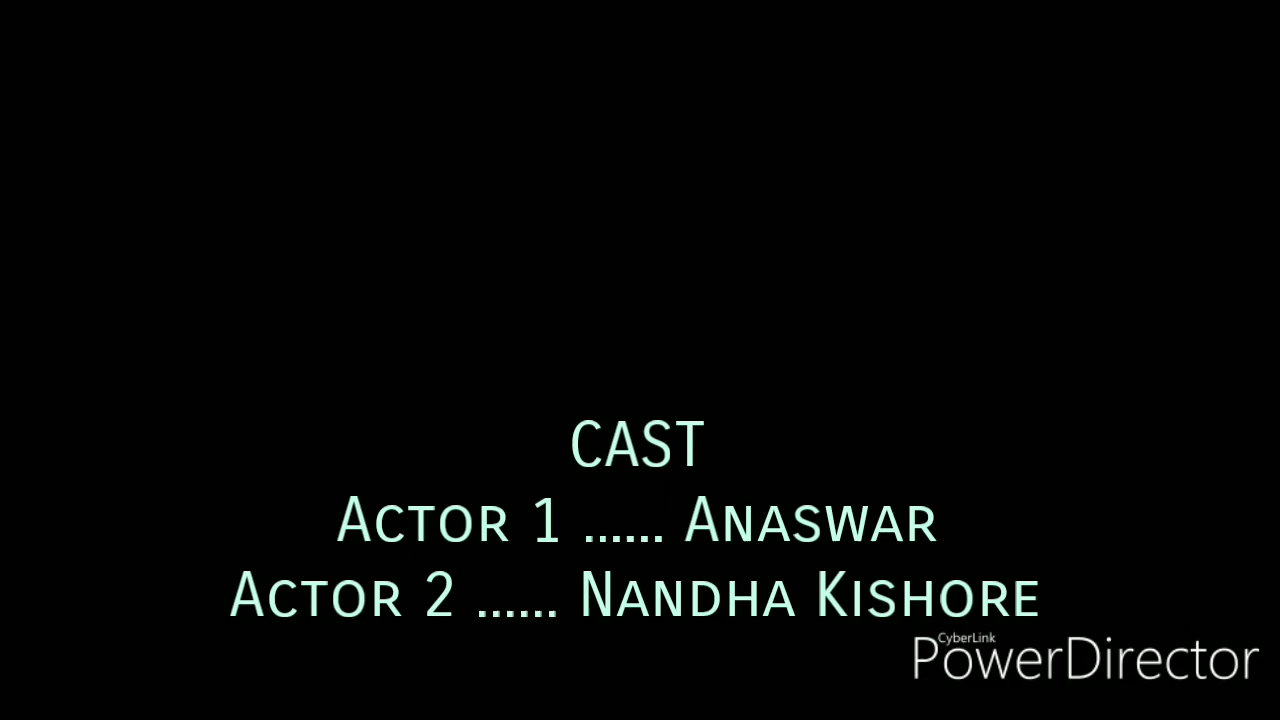 CAST
Actor 1 ...... Anaswar
Actor 2 ...... Nandha Kishore
CyberLink
PowerDirector